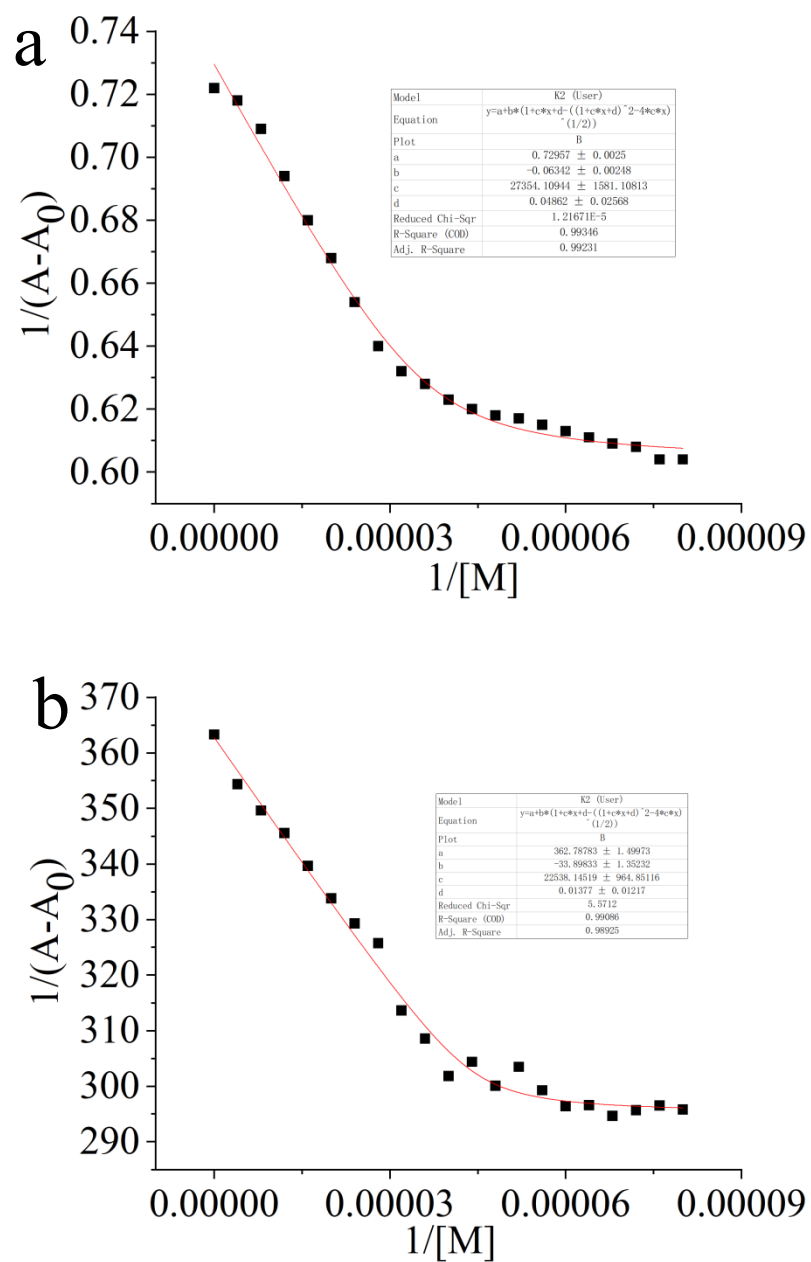 a
0.74
0.72
0.70
0.68
0.66
0.64
0.62
0.60
1/(A-A0)
Model K2 (User)
Equation y=a+b*(1+c*x+d-((1+c*x+d)^2-4*c*x)
^(1/2))
Plot B
a 0.72957 ± 0.0025
b -0.06342 ± 0.00248
c 27354.10944 ± 1581.10813
d 0.04862 ± 0.02568
Reduced Chi-Sqr 1.21671E-5
R-Square (COD) 0.99346
Adj. R-Square 0.99231
0.00000 0.00003 0.00006 0.00009
1/[M]
b
370
360
350
340
330
320
310
300
290
1/(A-A0)
Model K2 (User)
Equation y=a+b*(1+c*x+d-((1+c*x+d)^2-4*c*x)
^(1/2))
Plot B
a 362.78783 ± 1.49973
b -33.89833 ± 1.35232
c 22538.14519 ± 964.85116
d 0.01377 ± 0.01217
Reduced Chi-Sqr 5.5712
R-Square (COD) 0.99086
Adj. R-Square 0.98925
0.00000 0.00003 0.00006 0.00009
1/[M]